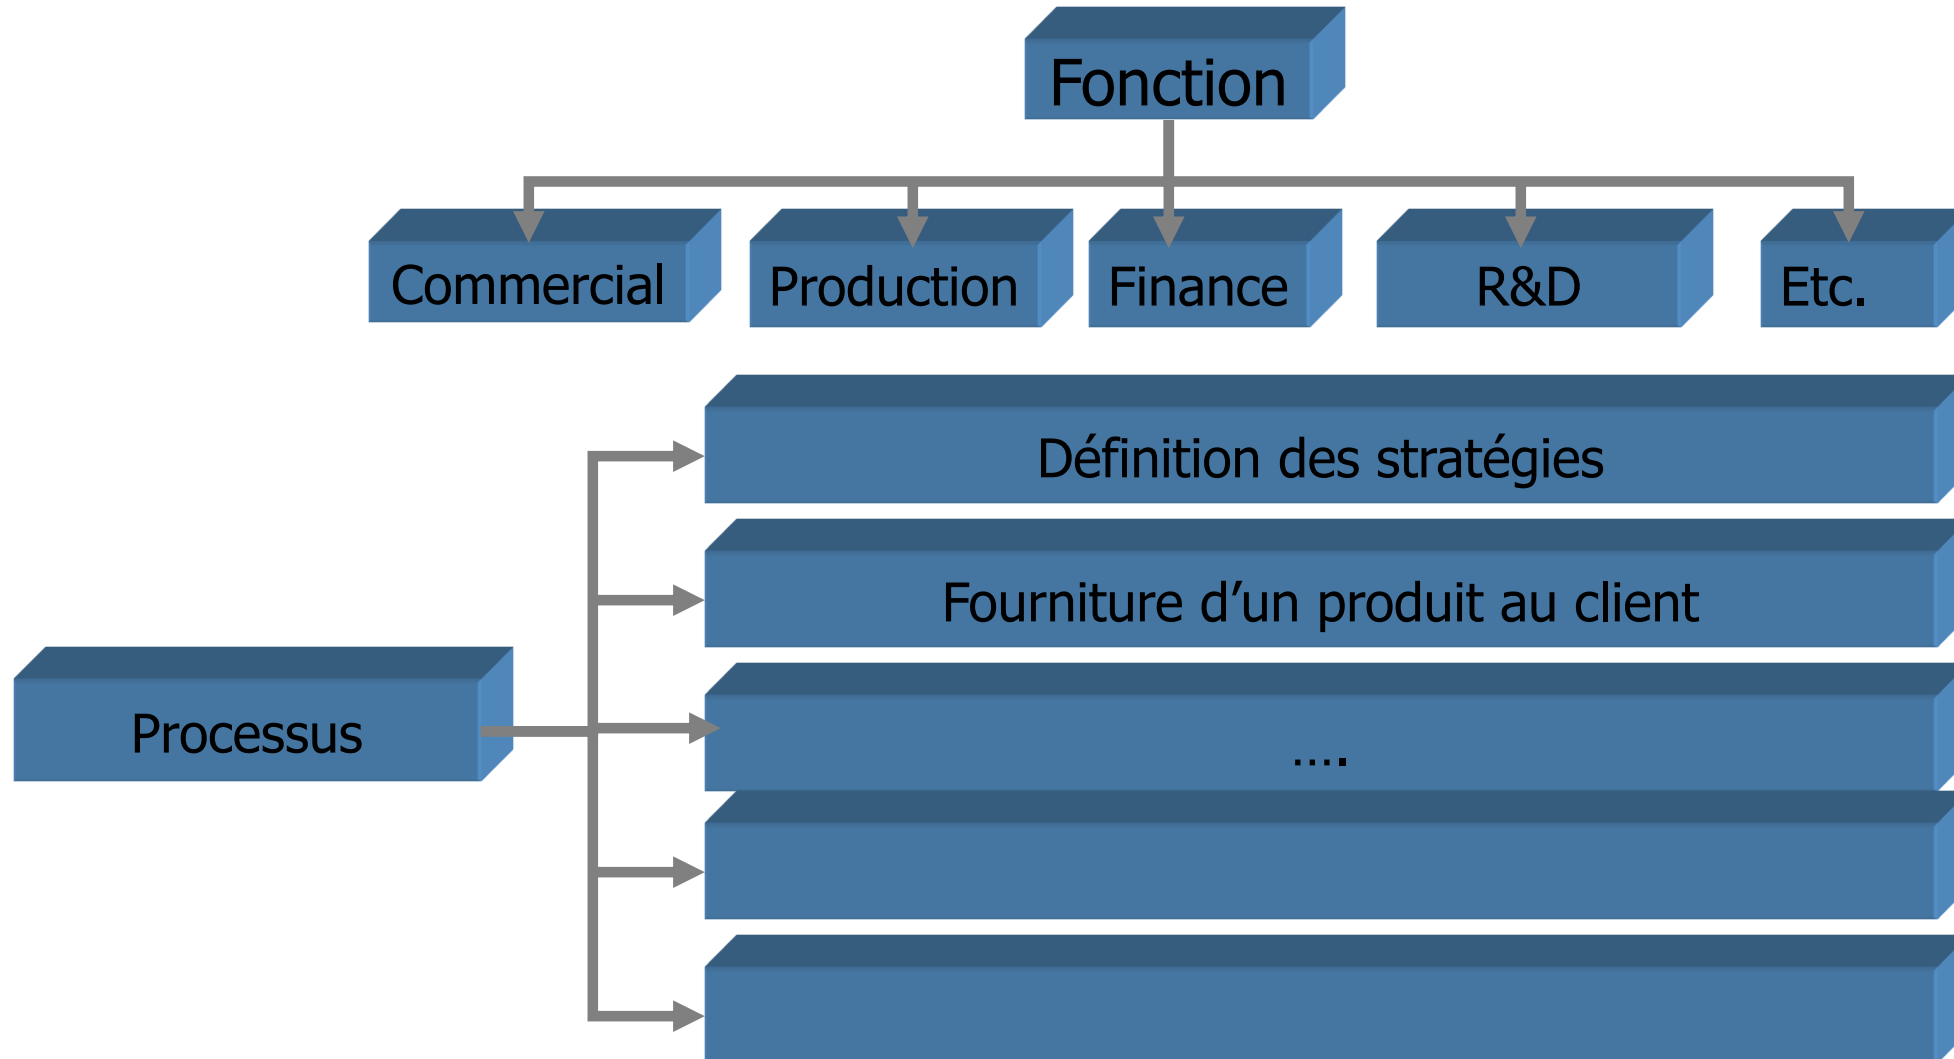 Fonction
Commercial
Production
Finance
R&D
Etc.
Définition des stratégies
Fourniture d’un produit au client
Processus
….